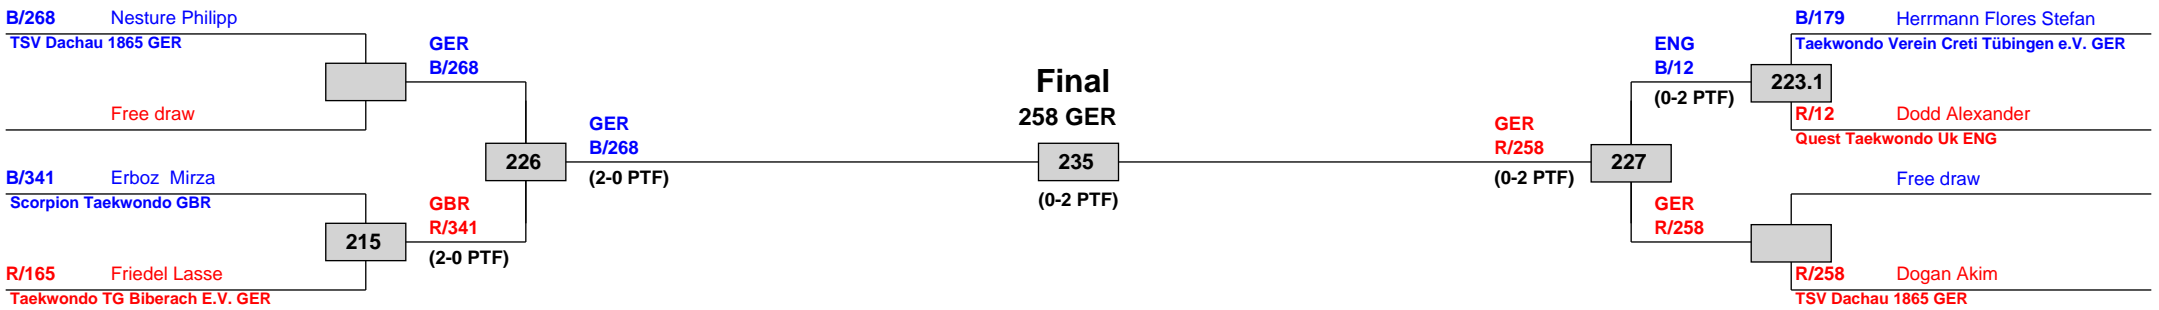 B/268 Nesture Philipp
TSV Dachau 1865 GER
Free draw
B/341 Erboz  Mirza
Scorpion Taekwondo GBR
R/165 Friedel Lasse
Taekwondo TG Biberach E.V. GER
215
GER
B/268
GBR
R/341
(2-0 PTF)
226
GER
B/268
(2-0 PTF)
Final
258 GER
235
(0-2 PTF)
GER
R/258
(0-2 PTF)
227
ENG
B/12
(0-2 PTF)
GER
R/258
223.1
B/179 Herrmann Flores Stefan
Taekwondo Verein Creti Tübingen e.V. GER
R/12 Dodd Alexander
Quest Taekwondo Uk ENG
Free draw
R/258 Dogan Akim
TSV Dachau 1865 GER